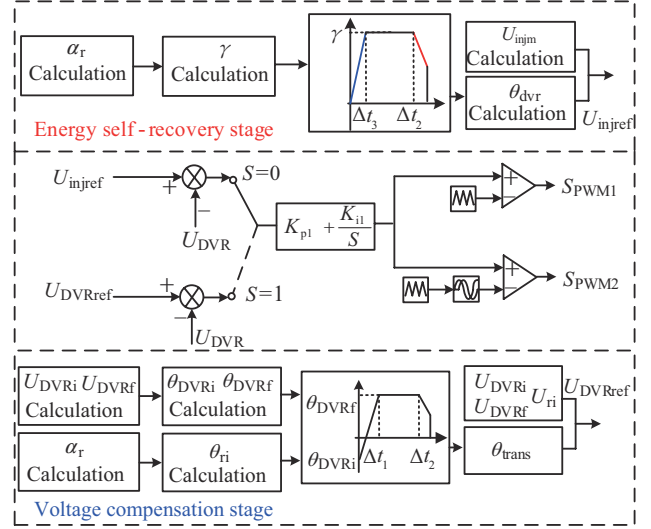 α_r
Calculation
γ
Calculation
γ
Δt_3
Δt_2
U_injm
Calculation
θ_dvr
Calculation
U_injref
Energy self-recovery stage
U_injref
+
−
U_DVR
S=0
K_p1 + K_i1/S
+
−
S_PWM1
U_DVRref
+
−
U_DVR
S=1
+
−
S_PWM2
U_DVRi U_DVRf
Calculation
θ_DVRi θ_DVRf
Calculation
α_r
Calculation
θ_ri
Calculation
θ_DVRf
θ_DVRi
Δt_1
Δt_2
U_DVRi
U_DVRf
U_ri
θ_trans
U_DVRref
Voltage compensation stage